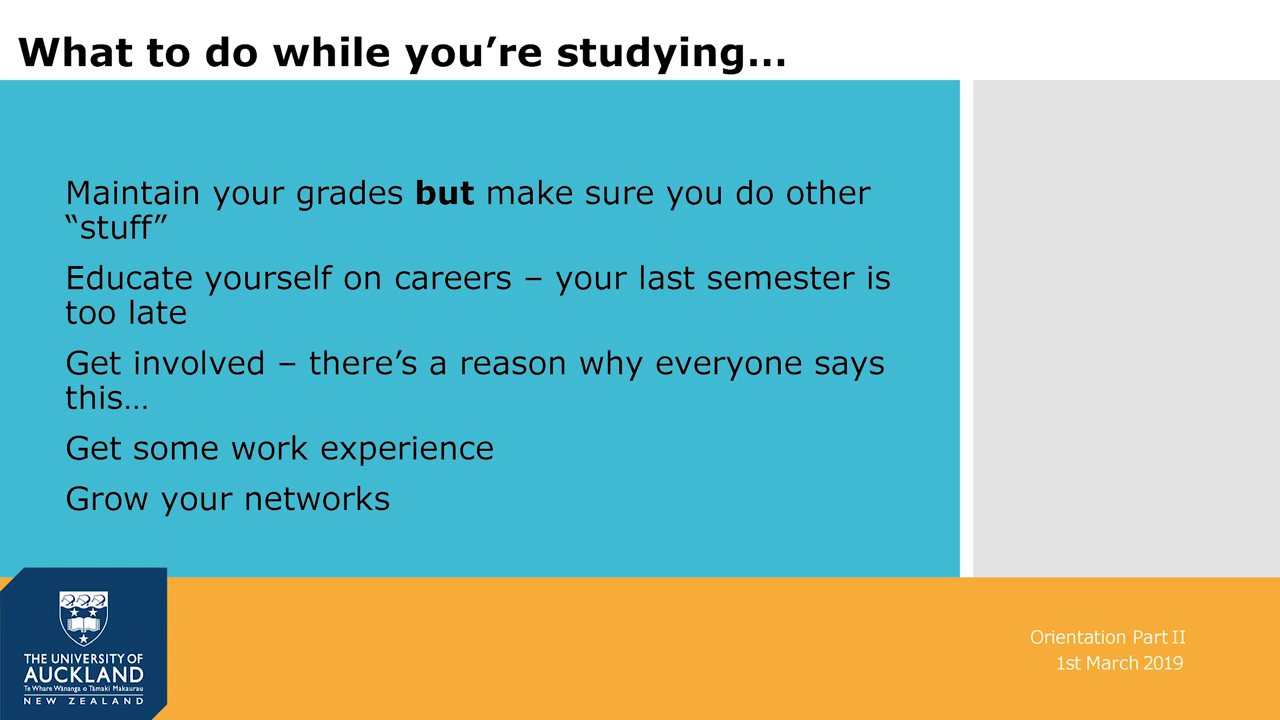 What to do while you’re studying…
Maintain your grades but make sure you do other
“stuff”
Educate yourself on careers – your last semester is
too late
Get involved – there’s a reason why everyone says
this…
Get some work experience
Grow your networks
THE UNIVERSITY OF
AUCKLAND
Te Whare Wānanga o Tāmaki Makaurau
NEW ZEALAND
Orientation Part II
1st March 2019